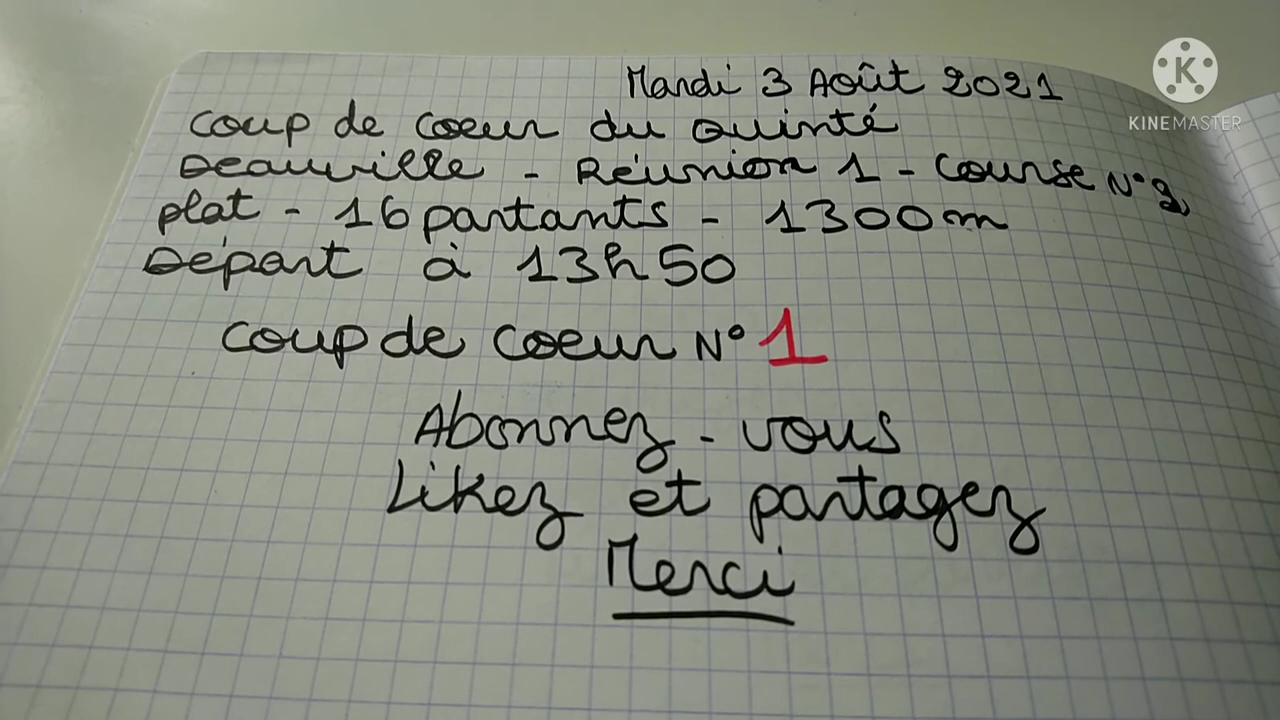 Mardi 3 Août 2021
coup de coeur du Quinté
Deauville - Réunion 1 - Course N° 2
plat - 16 partants - 1300m
Départ à 13h50
coup de coeur N° 1
Abonnez-vous
Likez et partagez
Merci
K
KINEMASTER